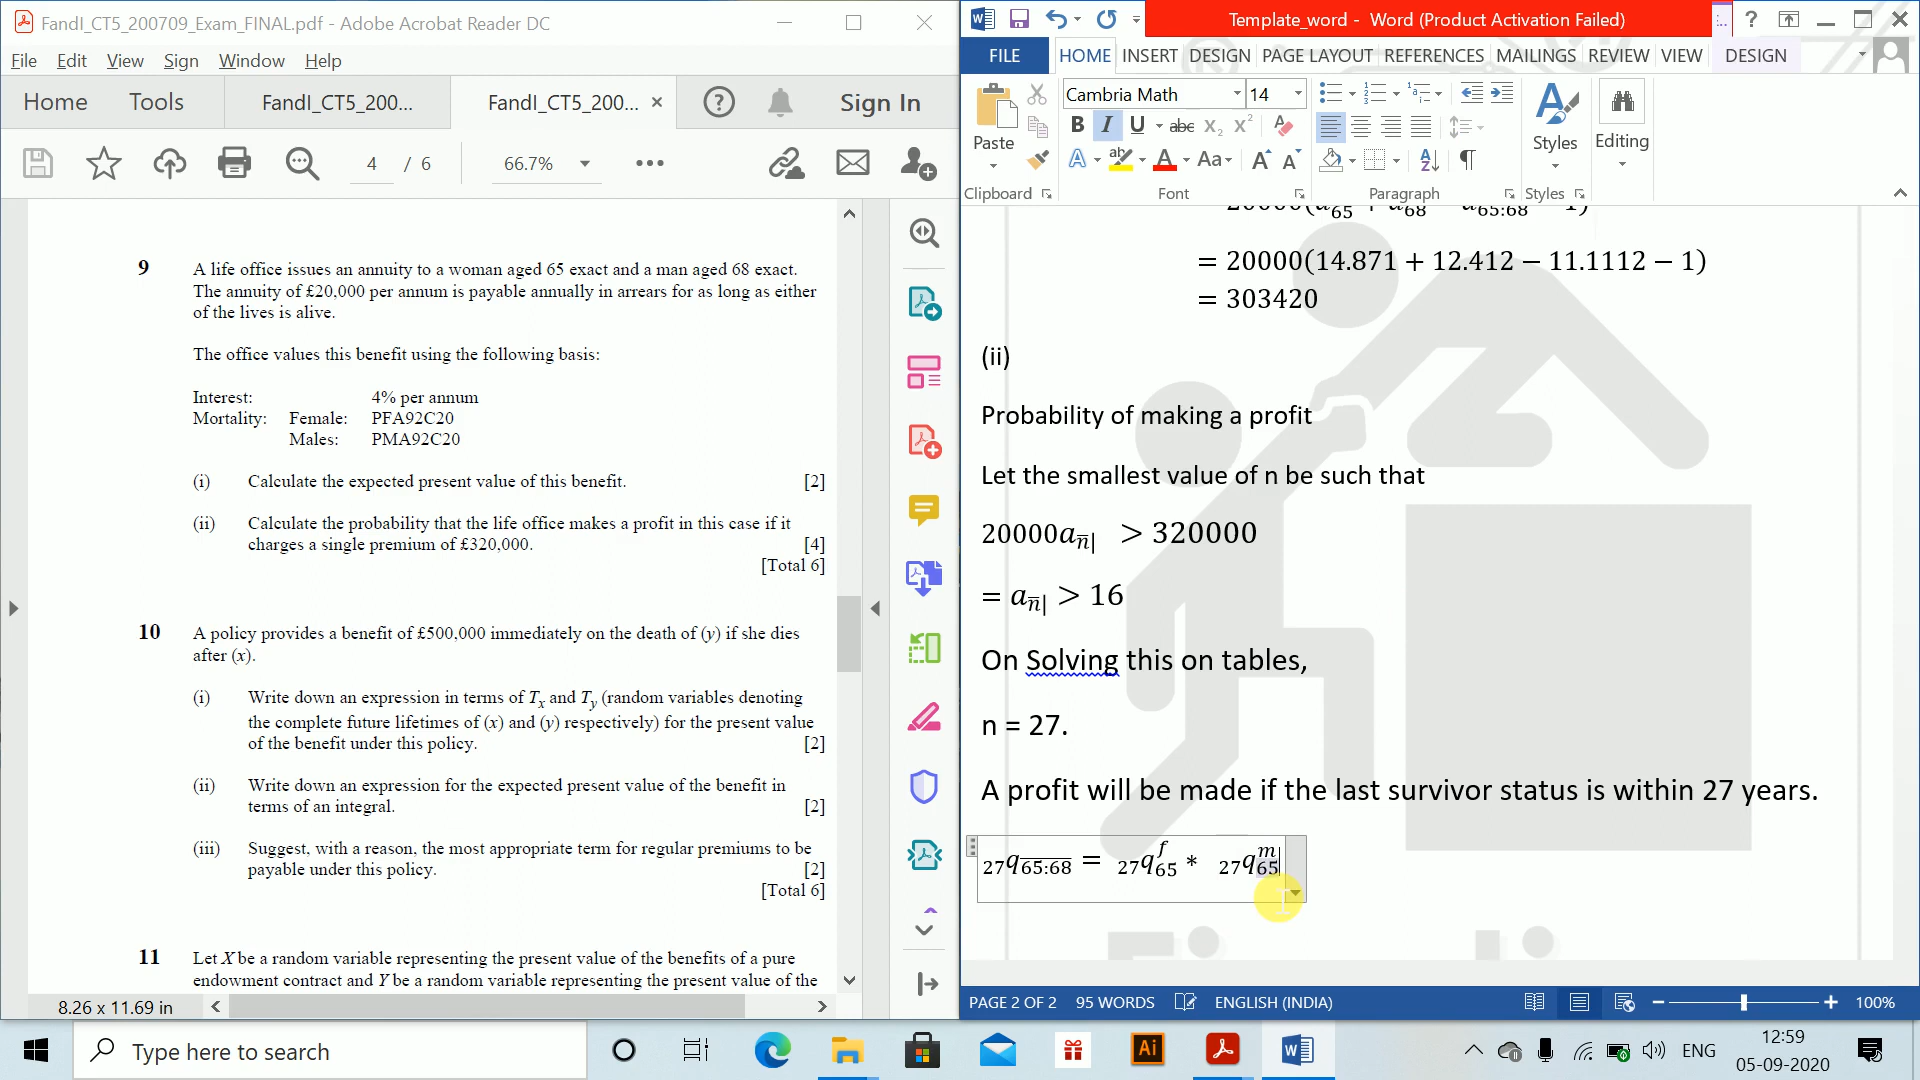 FandI_CT5_200709_Exam_FINAL.pdf - Adobe Acrobat Reader DC
File Edit View Sign Window Help
Home Tools FandI_CT5_200... FandI_CT5_200... × Sign In
4 / 6 66.7%
9 A life office issues an annuity to a woman aged 65 exact and a man aged 68 exact.
The annuity of £20,000 per annum is payable annually in arrears for as long as either
of the lives is alive.
The office values this benefit using the following basis:
Interest: 4% per annum
Mortality: Female: PFA92C20
Males: PMA92C20
(i) Calculate the expected present value of this benefit. [2]
(ii) Calculate the probability that the life office makes a profit in this case if it
charges a single premium of £320,000. [4]
[Total 6]
10 A policy provides a benefit of £500,000 immediately on the death of (y) if she dies
after (x).
(i) Write down an expression in terms of Tx and Ty (random variables denoting
the complete future lifetimes of (x) and (y) respectively) for the present value
of the benefit under this policy. [2]
(ii) Write down an expression for the expected present value of the benefit in
terms of an integral. [2]
(iii) Suggest, with a reason, the most appropriate term for regular premiums to be
payable under this policy. [2]
[Total 6]
11 Let X be a random variable representing the present value of the benefits of a pure
endowment contract and Y be a random variable representing the present value of the
8.26 x 11.69 in
Template_word - Word (Product Activation Failed)
FILE HOME INSERT DESIGN PAGE LAYOUT REFERENCES MAILINGS REVIEW VIEW DESIGN
Paste Cambria Math 14 Styles Editing
B I U abc X₂ X² A Aa
Clipboard Font Paragraph Styles
= 20000(14.871 + 12.412 − 11.1112 − 1)
= 303420
(ii)
Probability of making a profit
Let the smallest value of n be such that
20000a n̅| > 320000
= a n̅| > 16
On Solving this on tables,
n = 27.
A profit will be made if the last survivor status is within 27 years.
₂₇q 65:68 = ₂₇q 65 f * ₂₇q 65 m
PAGE 2 OF 2 95 WORDS ENGLISH (INDIA) 100%
Type here to search
Ai
ENG
12:59
05-09-2020